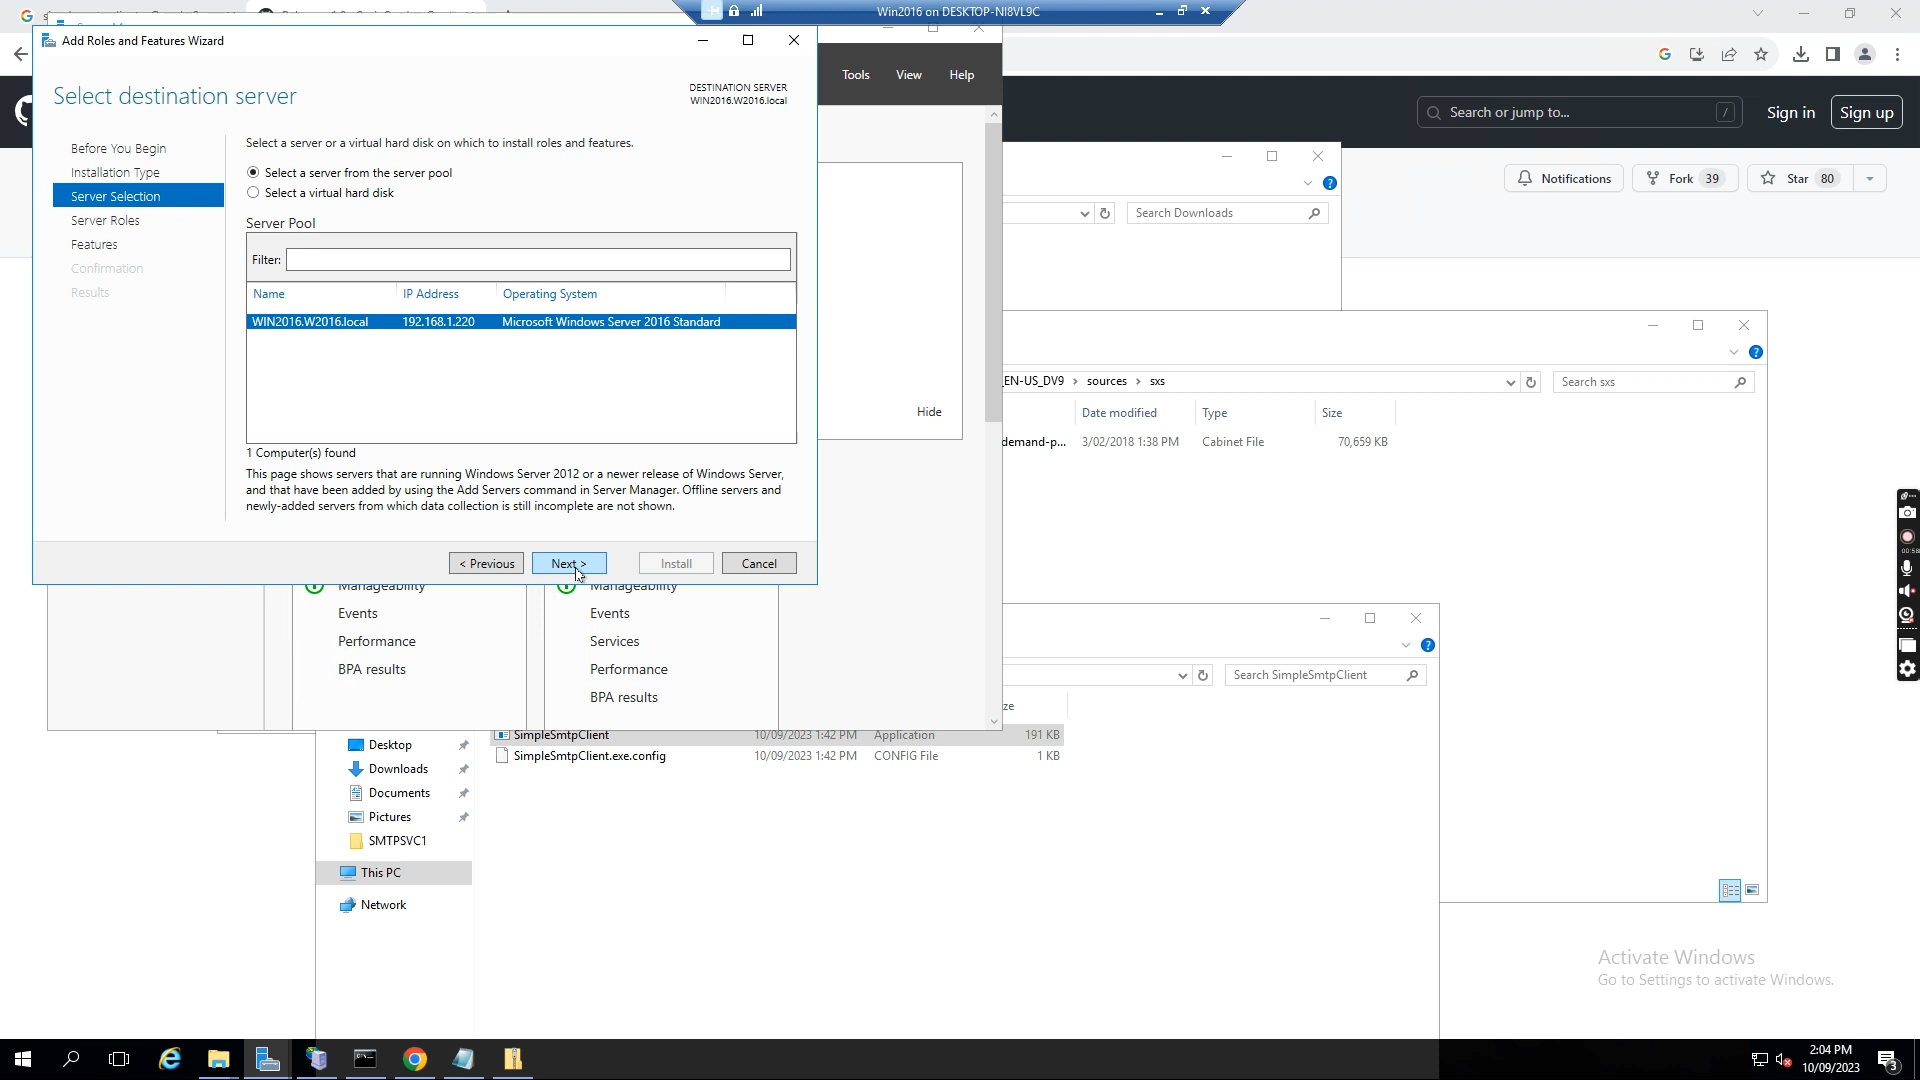 Win2016 on DESKTOP-NI8VL9C
Add Roles and Features Wizard
Tools
View
Help
Select destination server
DESTINATION SERVER
WIN2016.W2016.local
Search or jump to...
/
Sign in
Sign up
Before You Begin
Installation Type
Server Selection
Server Roles
Features
Confirmation
Results
Select a server or a virtual hard disk on which to install roles and features.
Select a server from the server pool
Select a virtual hard disk
Server Pool
Filter:
Name
IP Address
Operating System
WIN2016.W2016.local
192.168.1.220
Microsoft Windows Server 2016 Standard
1 Computer(s) found
This page shows servers that are running Windows Server 2012 or a newer release of Windows Server,
and that have been added by using the Add Servers command in Server Manager. Offline servers and
newly-added servers from which data collection is still incomplete are not shown.
< Previous
Next >
Install
Cancel
Notifications
Fork 39
Star 80
Search Downloads
EN-US_DV9 › sources › sxs
Search sxs
Date modified
Type
Size
demand-p...
3/02/2018 1:38 PM
Cabinet File
70,659 KB
Hide
Manageability
Events
Performance
BPA results
Manageability
Events
Services
Performance
BPA results
Search SimpleSmtpClient
ze
SimpleSmtpClient
10/09/2023 1:42 PM
Application
191 KB
SimpleSmtpClient.exe.config
10/09/2023 1:42 PM
CONFIG File
1 KB
Desktop
Downloads
Documents
Pictures
SMTPSVC1
This PC
Network
Activate Windows
Go to Settings to activate Windows.
2:04 PM
10/09/2023
3